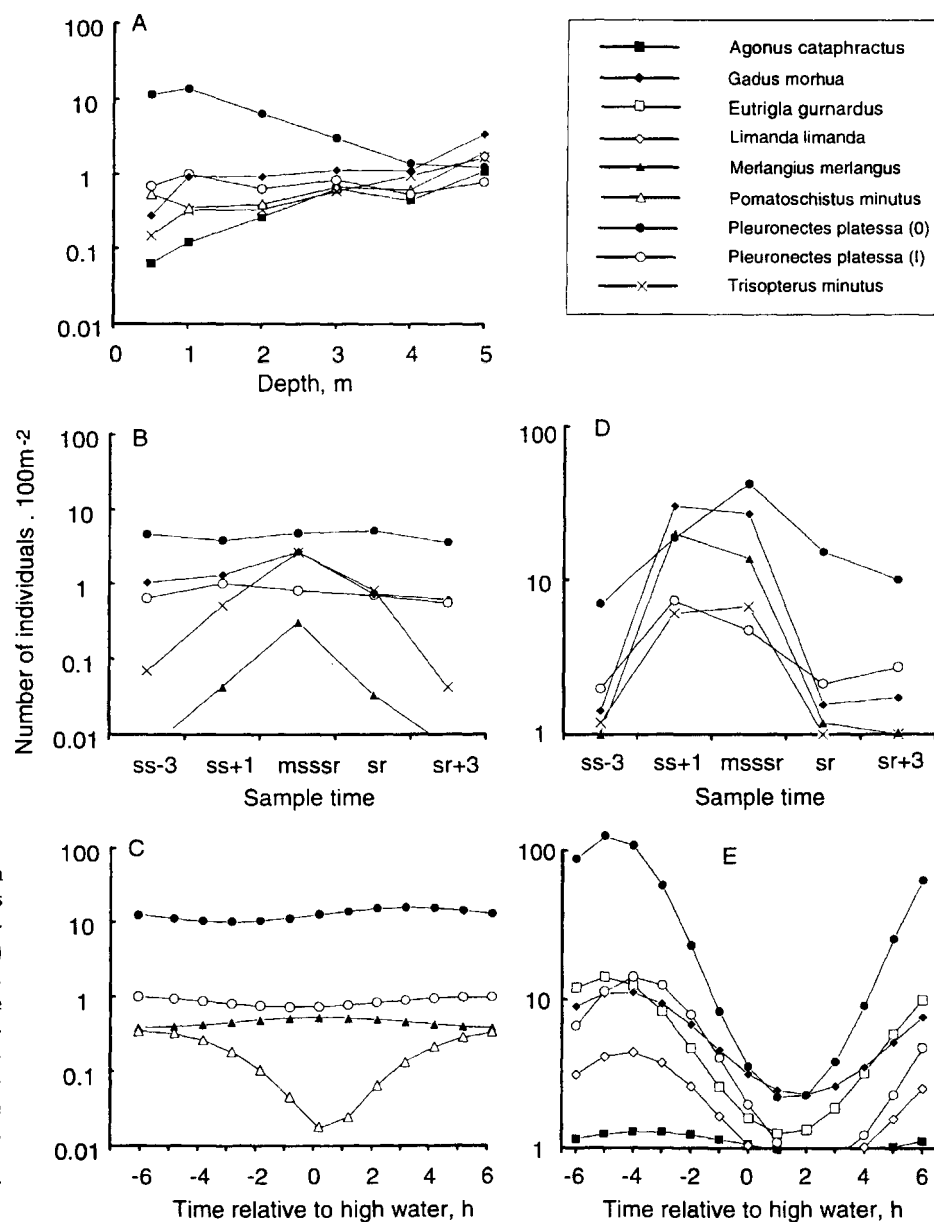 A
100
10
1
0.1
0.01
0 1 2 3 4 5
Depth, m
Agonus cataphractus
Gadus morhua
Eutrigla gurnardus
Limanda limanda
Merlangius merlangus
Pomatoschistus minutus
Pleuronectes platessa (0)
Pleuronectes platessa (I)
Trisopterus minutus
Number of individuals . 100m-2
B
100
10
1
0.1
0.01
ss-3 ss+1 msssr sr sr+3
Sample time
D
100
10
1
ss-3 ss+1 msssr sr sr+3
Sample time
C
100
10
1
0.1
0.01
-6 -4 -2 0 2 4 6
Time relative to high water, h
E
100
10
1
-6 -4 -2 0 2 4 6
Time relative to high water, h